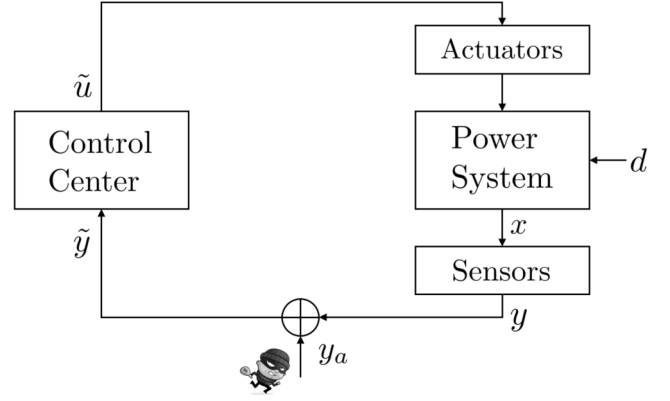 Actuators
ũ
Control
Center
Power
System
d
x
ỹ
Sensors
y
y_a